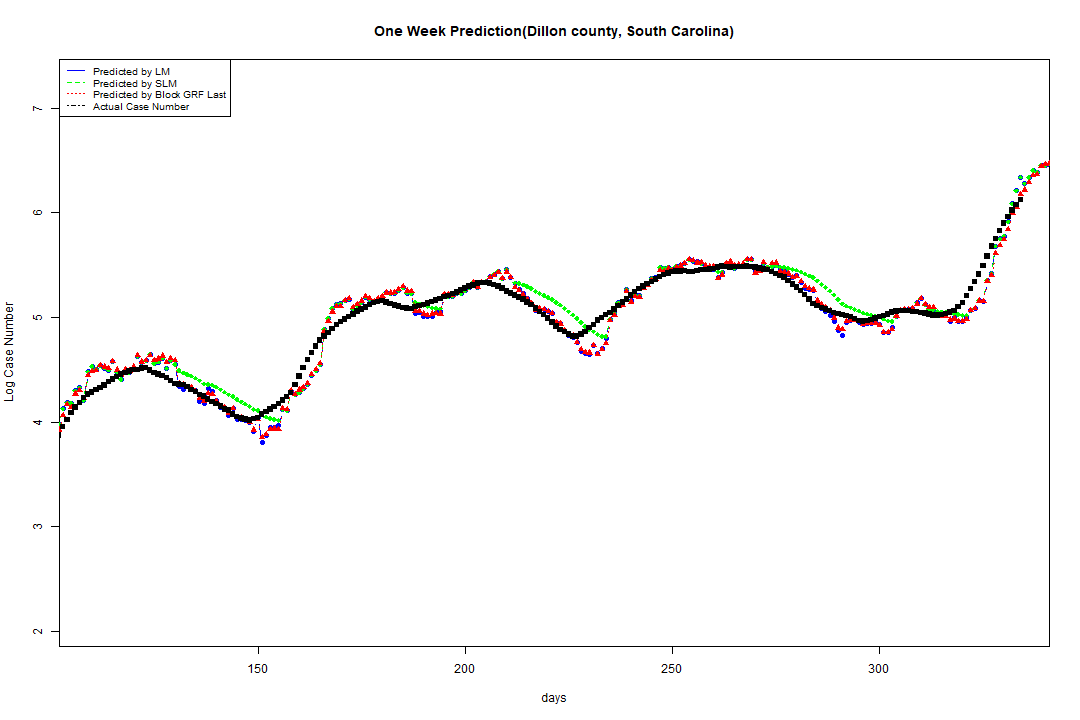 One Week Prediction(Dillon county, South Carolina)
Predicted by LM
Predicted by SLM
Predicted by Block GRF Last
Actual Case Number
7
6
5
4
3
2
Log Case Number
150 200 250 300
days